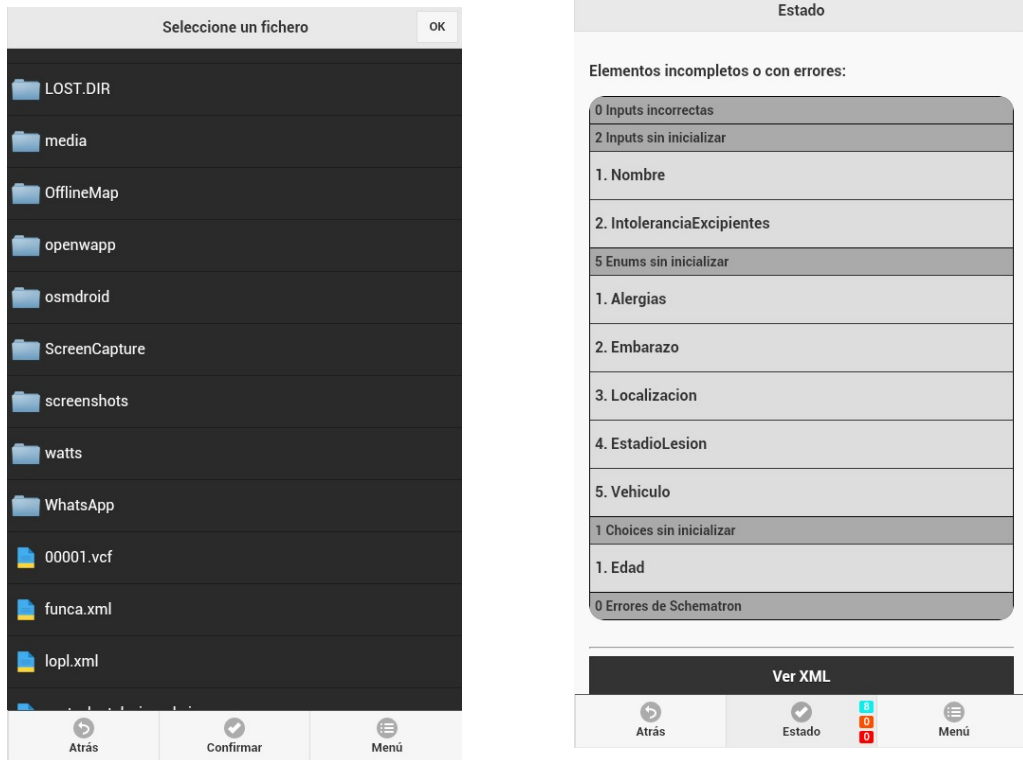 Seleccione un fichero
OK
LOST.DIR
media
OfflineMap
openwapp
osmdroid
ScreenCapture
screenshots
watts
WhatsApp
00001.vcf
funca.xml
lopl.xml
Atrás
Confirmar
Menú
Estado
Elementos incompletos o con errores:
0 Inputs incorrectas
2 Inputs sin inicializar
1. Nombre
2. IntoleranciaExcipientes
5 Enums sin inicializar
1. Alergias
2. Embarazo
3. Localizacion
4. EstadioLesion
5. Vehiculo
1 Choices sin inicializar
1. Edad
0 Errores de Schematron
Ver XML
Atrás
Estado
8
0
0
Menú